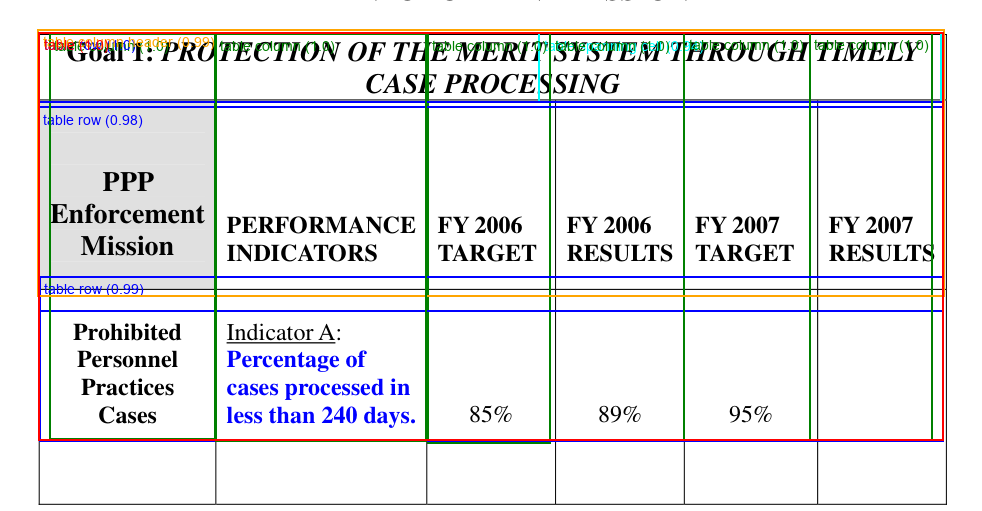 Goal 1: PROTECTION OF THE MERIT SYSTEM THROUGH TIMELY
CASE PROCESSING
table column header (0.99)
table column (1.0)
table column (1.0)
table column (1.0)
table column (1.0)
table column (1.0)
table row (0.98)
PPP
Enforcement
Mission
PERFORMANCE
INDICATORS
FY 2006
TARGET
FY 2006
RESULTS
FY 2007
TARGET
FY 2007
RESULTS
table row (0.99)
Prohibited
Personnel
Practices
Cases
Indicator A:
Percentage of
cases processed in
less than 240 days.
85%
89%
95%